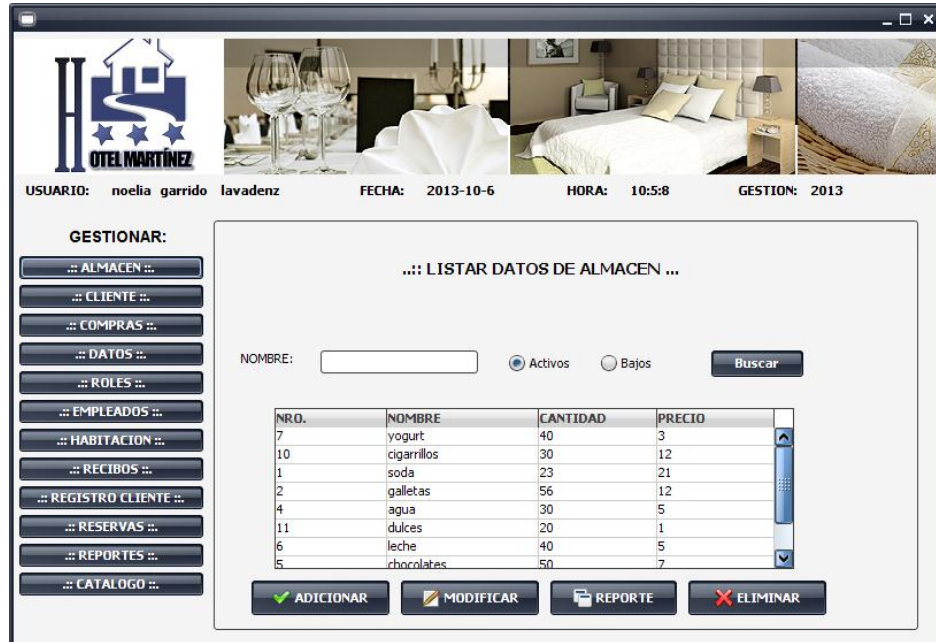 H
OTEL MARTÍNEZ
USUARIO: noelia garrido lavadenz FECHA: 2013-10-6 HORA: 10:5:8 GESTION: 2013
GESTIONAR:
.:: ALMACEN ::.
.:: CLIENTE ::.
.:: COMPRAS ::.
.:: DATOS ::.
.:: ROLES ::.
.:: EMPLEADOS ::.
.:: HABITACION ::.
.:: RECIBOS ::.
.:: REGISTRO CLIENTE ::.
.:: RESERVAS ::.
.:: REPORTES ::.
.:: CATALOGO ::.
..:: LISTAR DATOS DE ALMACEN ...
NOMBRE: Activos Bajos Buscar
NRO. NOMBRE CANTIDAD PRECIO
7 yogurt 40 3
10 cigarrillos 30 12
1 soda 23 21
2 galletas 56 12
4 agua 30 5
11 dulces 20 1
6 leche 40 5
5 chocolates 50 7
ADICIONAR MODIFICAR REPORTE ELIMINAR